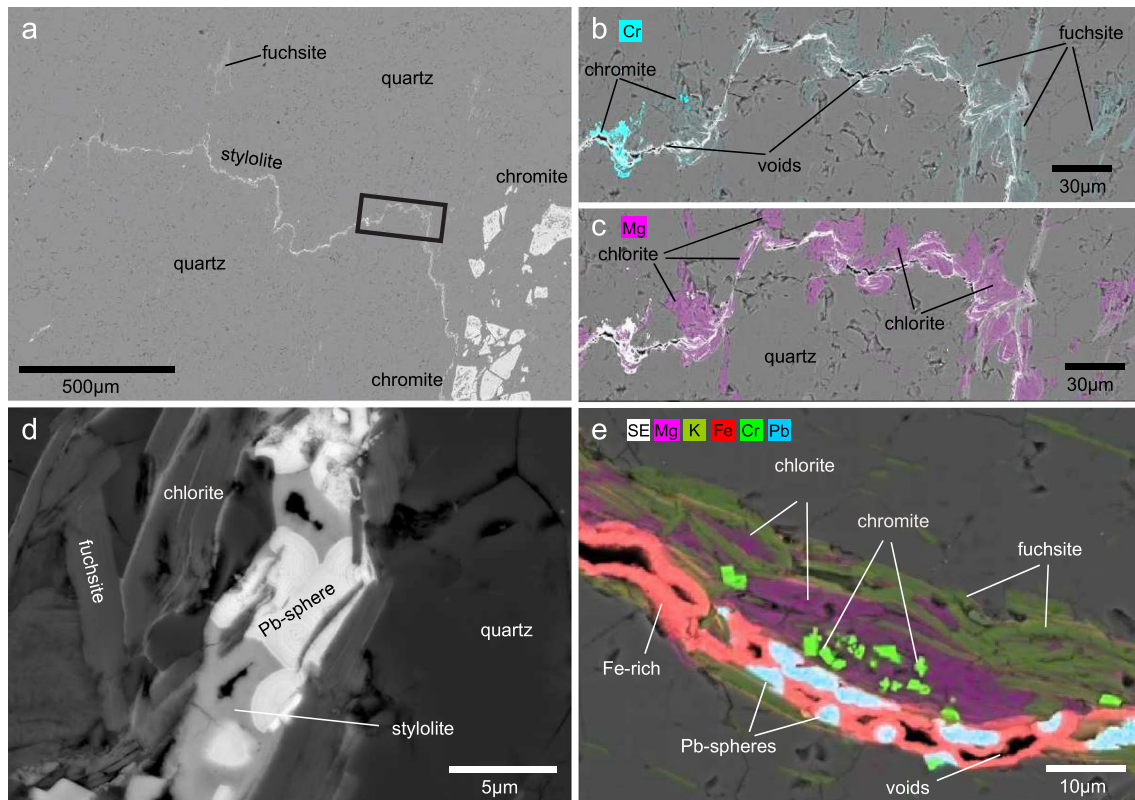 a
fuchsite
quartz
stylolite
chromite
quartz
500µm
chromite
b
Cr
fuchsite
chromite
voids
30µm
c
Mg
chlorite
chlorite
quartz
30µm
d
chlorite
fuchsite
Pb-sphere
quartz
stylolite
5µm
e
SE Mg K Fe Cr Pb
chlorite
chromite
fuchsite
Fe-rich
Pb-spheres
voids
10µm